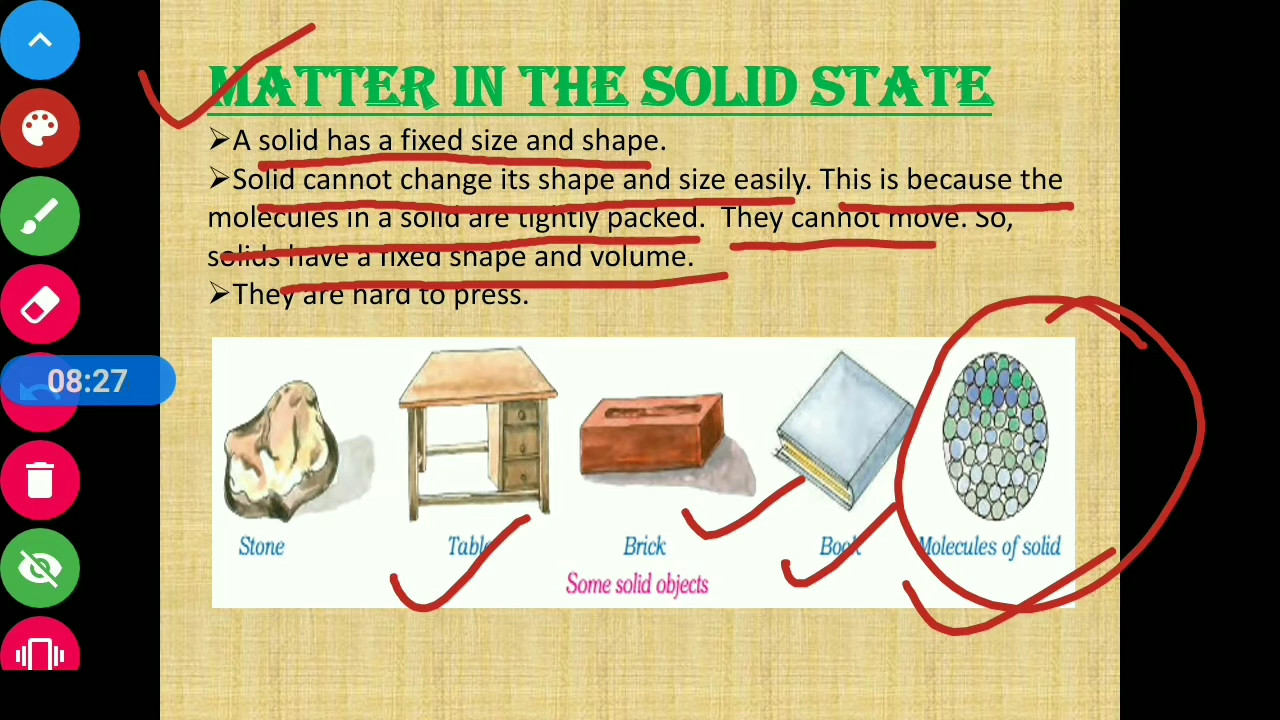 MATTER IN THE SOLID STATE
➢A solid has a fixed size and shape.
➢Solid cannot change its shape and size easily. This is because the
molecules in a solid are tightly packed. They cannot move. So,
solids have a fixed shape and volume.
➢They are hard to press.
08:27
Stone Table Brick Book Molecules of solid
Some solid objects